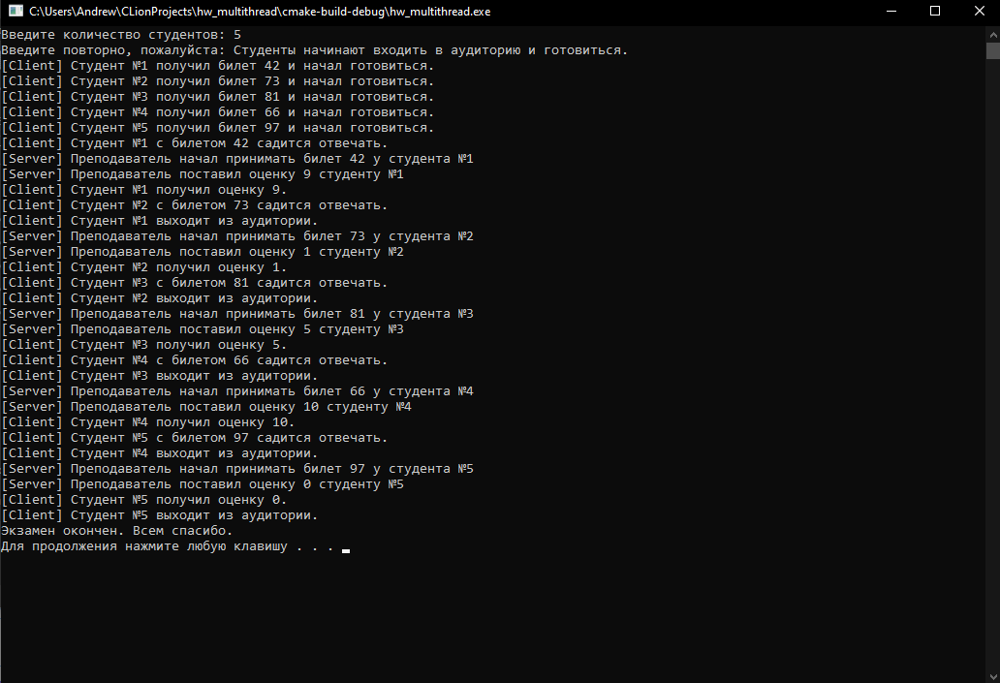 C:\Users\Andrew\CLionProjects\hw_multithread\cmake-build-debug\hw_multithread.exe
Введите количество студентов: 5
Введите повторно, пожалуйста: Студенты начинают входить в аудиторию и готовиться.
[Client] Студент №1 получил билет 42 и начал готовиться.
[Client] Студент №2 получил билет 73 и начал готовиться.
[Client] Студент №3 получил билет 81 и начал готовиться.
[Client] Студент №4 получил билет 66 и начал готовиться.
[Client] Студент №5 получил билет 97 и начал готовиться.
[Client] Студент №1 с билетом 42 садится отвечать.
[Server] Преподаватель начал принимать билет 42 у студента №1
[Server] Преподаватель поставил оценку 9 студенту №1
[Client] Студент №1 получил оценку 9.
[Client] Студент №2 с билетом 73 садится отвечать.
[Client] Студент №1 выходит из аудитории.
[Server] Преподаватель начал принимать билет 73 у студента №2
[Server] Преподаватель поставил оценку 1 студенту №2
[Client] Студент №2 получил оценку 1.
[Client] Студент №3 с билетом 81 садится отвечать.
[Client] Студент №2 выходит из аудитории.
[Server] Преподаватель начал принимать билет 81 у студента №3
[Server] Преподаватель поставил оценку 5 студенту №3
[Client] Студент №3 получил оценку 5.
[Client] Студент №4 с билетом 66 садится отвечать.
[Client] Студент №3 выходит из аудитории.
[Server] Преподаватель начал принимать билет 66 у студента №4
[Server] Преподаватель поставил оценку 10 студенту №4
[Client] Студент №4 получил оценку 10.
[Client] Студент №5 с билетом 97 садится отвечать.
[Client] Студент №4 выходит из аудитории.
[Server] Преподаватель начал принимать билет 97 у студента №5
[Server] Преподаватель поставил оценку 0 студенту №5
[Client] Студент №5 получил оценку 0.
[Client] Студент №5 выходит из аудитории.
Экзамен окончен. Всем спасибо.
Для продолжения нажмите любую клавишу . . .